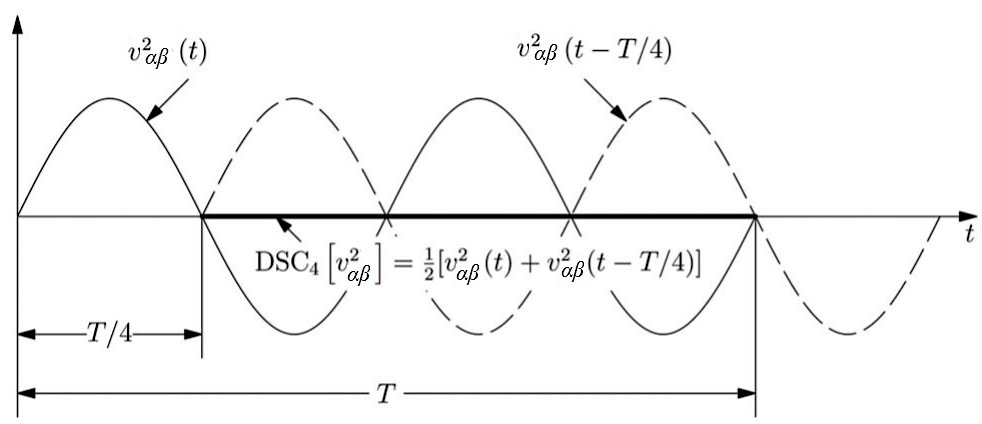 v²αβ (t)
v²αβ (t − T/4)
t
DSC₄ [v²αβ] = ½[v²αβ (t) + v²αβ(t − T/4)]
T/4
T